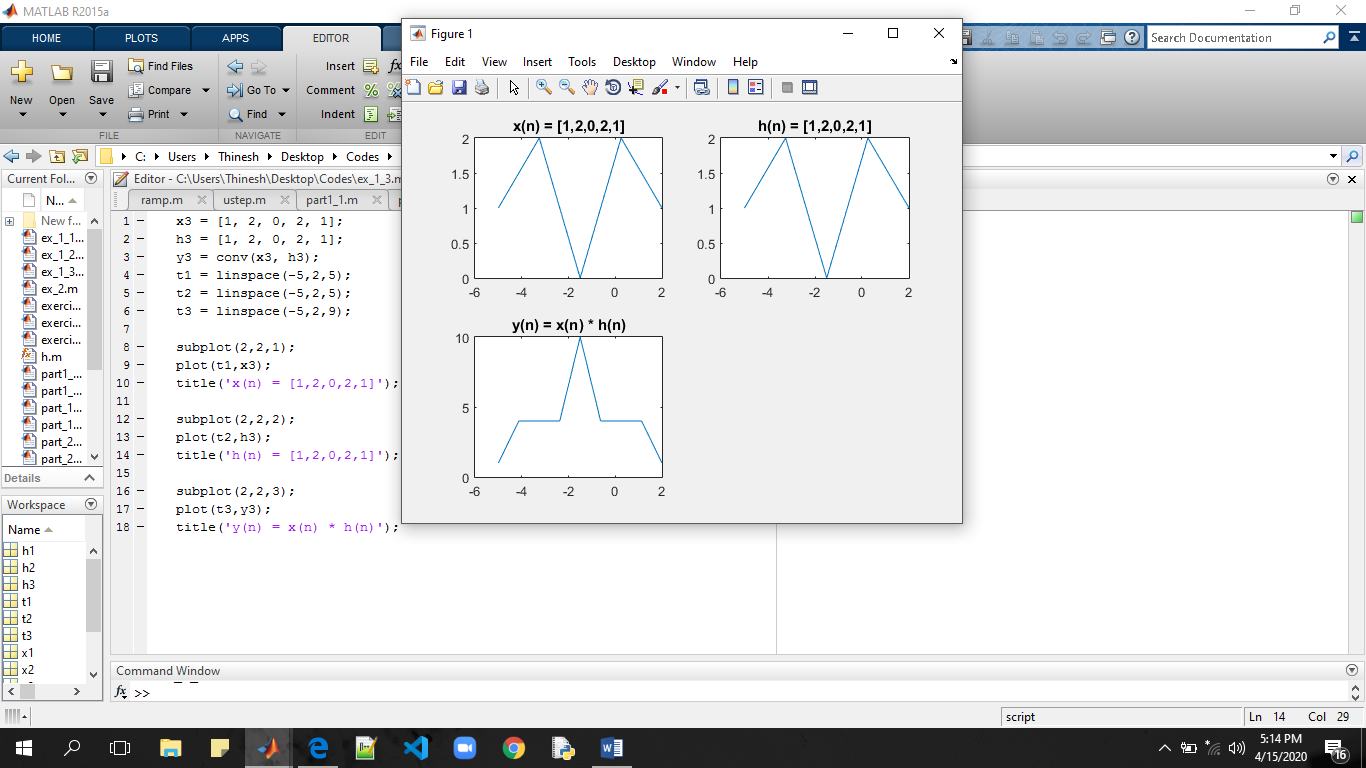 MATLAB R2015a
HOME PLOTS APPS EDITOR
Search Documentation
New Open Save
Find Files
Compare
Print
Go To
Find
Insert
Comment
Indent
FILE NAVIGATE EDIT
C: Users Thinesh Desktop Codes
Current Fol...
N...
New f...
ex_1_1...
ex_1_2...
ex_1_3...
ex_2.m
exerci...
exerci...
exerci...
h.m
part1_...
part1_...
part_1...
part_1...
part_2...
part_2...
Details
Workspace
Name
h1
h2
h3
t1
t2
t3
x1
x2
Editor - C:\Users\Thinesh\Desktop\Codes\ex_1_3.m
ramp.m ustep.m part1_1.m
1 x3 = [1, 2, 0, 2, 1];
2 h3 = [1, 2, 0, 2, 1];
3 y3 = conv(x3, h3);
4 t1 = linspace(-5,2,5);
5 t2 = linspace(-5,2,5);
6 t3 = linspace(-5,2,9);
7
8 subplot(2,2,1);
9 plot(t1,x3);
10 title('x(n) = [1,2,0,2,1]');
11
12 subplot(2,2,2);
13 plot(t2,h3);
14 title('h(n) = [1,2,0,2,1]');
15
16 subplot(2,2,3);
17 plot(t3,y3);
18 title('y(n) = x(n) * h(n)');
Figure 1
File Edit View Insert Tools Desktop Window Help
x(n) = [1,2,0,2,1]
2
1.5
1
0.5
0
-6 -4 -2 0 2
h(n) = [1,2,0,2,1]
2
1.5
1
0.5
0
-6 -4 -2 0 2
y(n) = x(n) * h(n)
10
5
0
-6 -4 -2 0 2
Command Window
fx >>
script
Ln 14 Col 29
5:14 PM
4/15/2020
16